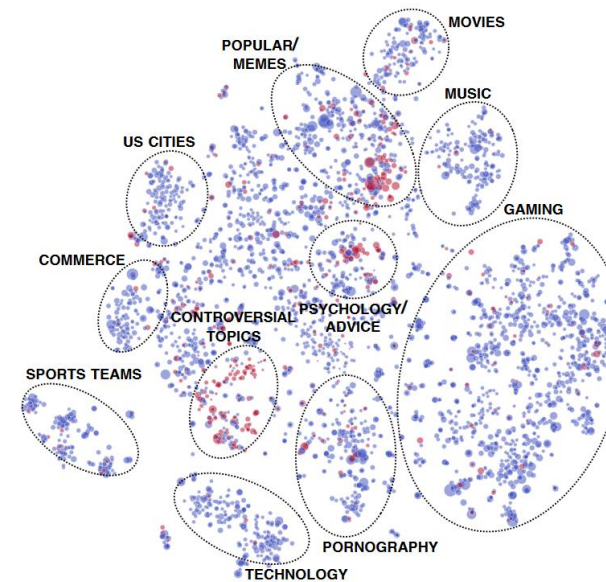 MOVIES
POPULAR/
MEMES
MUSIC
US CITIES
GAMING
COMMERCE
CONTROVERSIAL
TOPICS
PSYCHOLOGY/
ADVICE
SPORTS TEAMS
PORNOGRAPHY
TECHNOLOGY